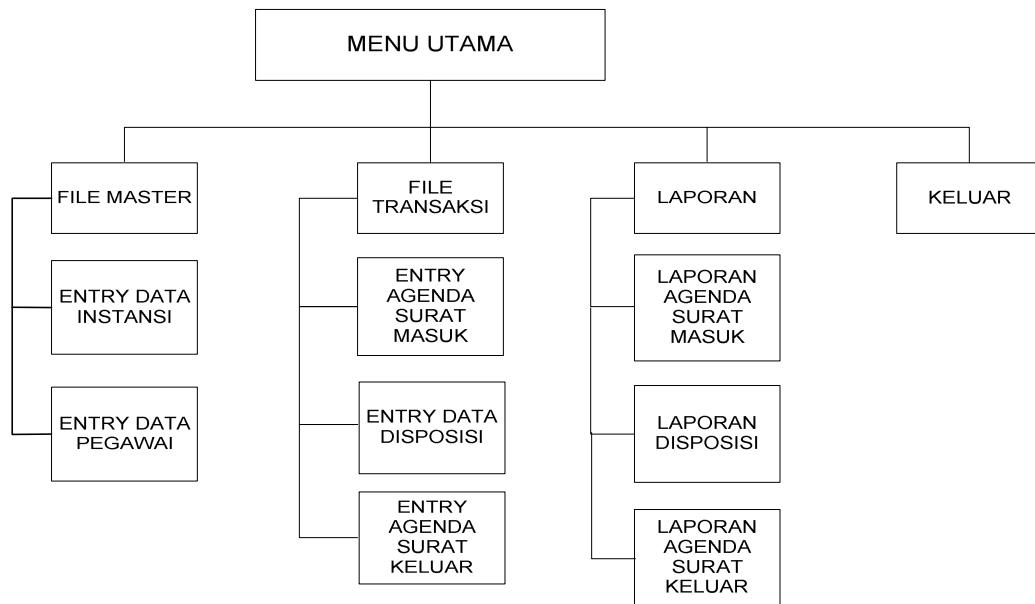 MENU UTAMA
FILE MASTER
FILE
TRANSAKSI
LAPORAN
KELUAR
ENTRY DATA
INSTANSI
ENTRY
AGENDA
SURAT
MASUK
LAPORAN
AGENDA
SURAT
MASUK
ENTRY DATA
PEGAWAI
ENTRY DATA
DISPOSISI
LAPORAN
DISPOSISI
ENTRY
AGENDA
SURAT
KELUAR
LAPORAN
AGENDA
SURAT
KELUAR